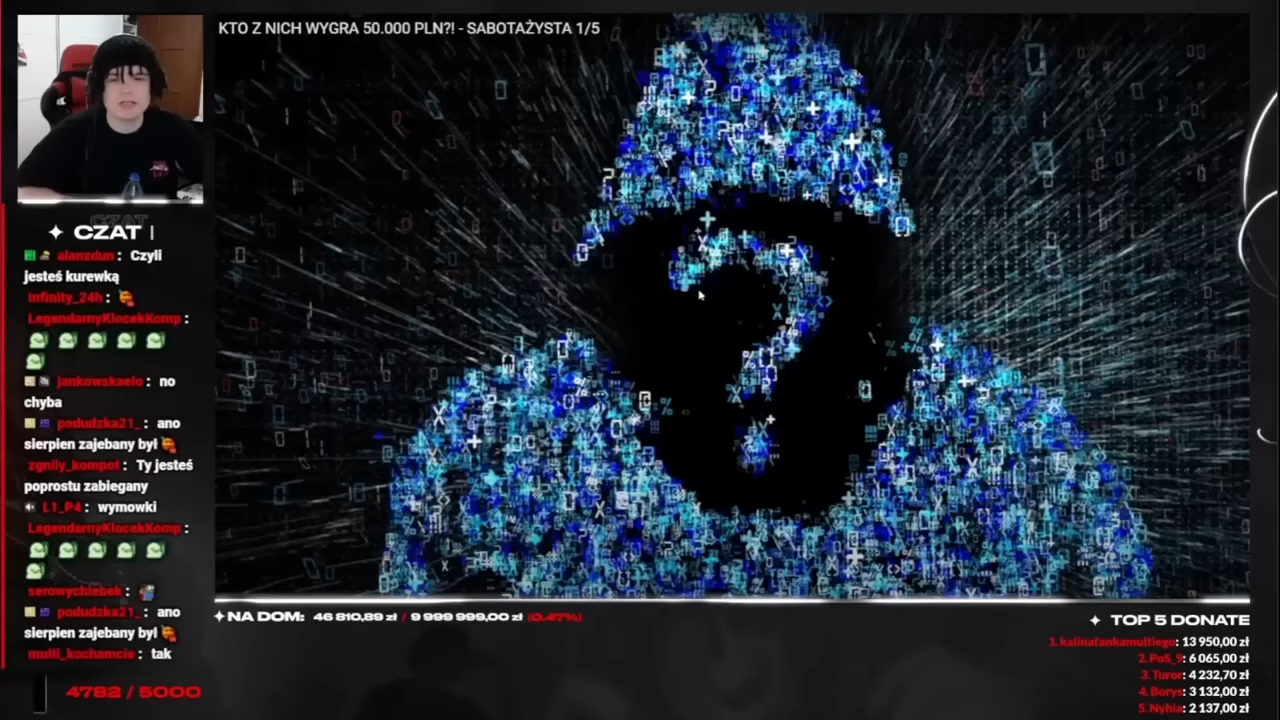 KTO Z NICH WYGRA 50.000 PLN?! - SABOTAŻYSTA 1/5
CZAT
alanzdun: Czyli
jesteś kurewką
Infinity_24h:
LegendarnyKlocekKomp:
jankowskaelo: no
chyba
podudzka21_: ano
sierpien zajebany był
zgnily_kompot: Ty jesteś
poprostu zabiegany
L1_P4: wymowki
LegendarnyKlocekKomp:
serowychlebek:
podudzka21_: ano
sierpien zajebany był
multi_kochamcie: tak
4782 / 5000
NA DOM: 46 810,89 zł / 9 999 999,00 zł (0.47%)
TOP 5 DONATE
1. kalinafankamultiego: 13 950,00 zł
2. PoS_9: 6 065,00 zł
3. Turor: 4 232,70 zł
4. Borys: 3 132,00 zł
5. Nyhia: 2 137,00 zł